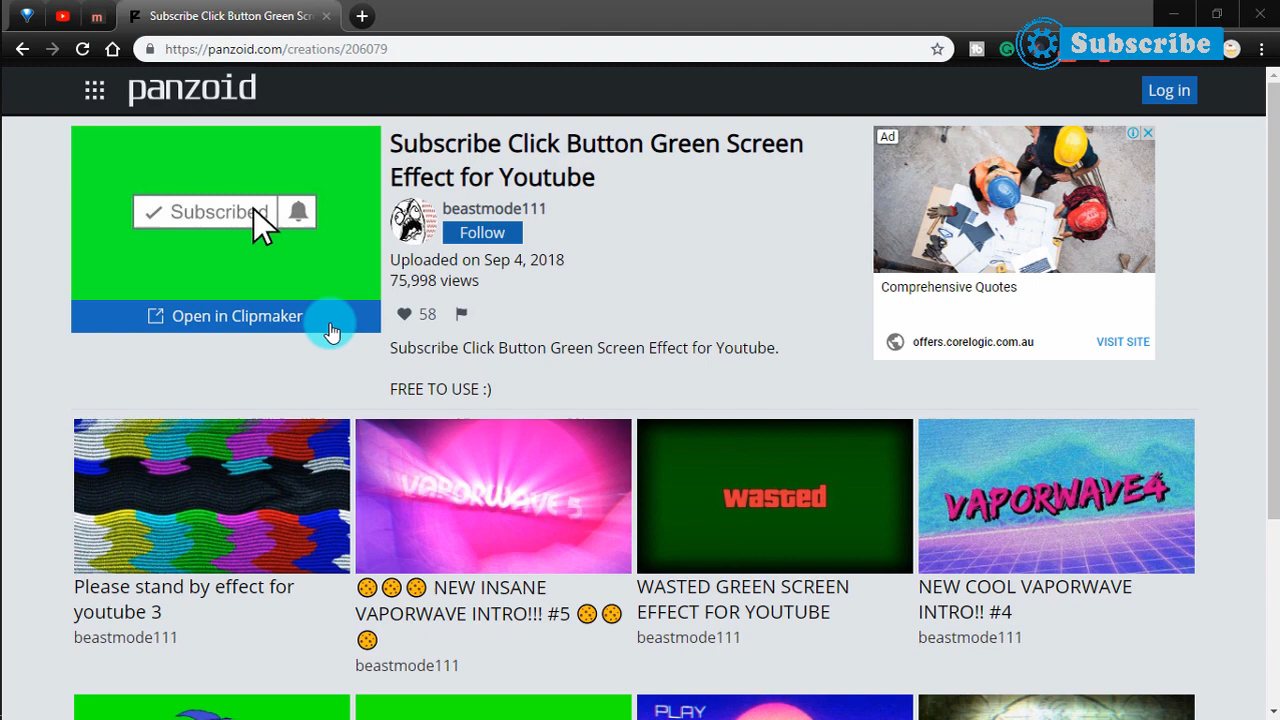 Subscribe Click Button Green Scr
https://panzoid.com/creations/206079
Subscribe
panzoid
Log in
Subscribe Click Button Green Screen
Effect for Youtube
beastmode111
Follow
Uploaded on Sep 4, 2018
75,998 views
58
Subscribe Click Button Green Screen Effect for Youtube.
FREE TO USE :)
Subscribed
Open in Clipmaker
Ad
Comprehensive Quotes
offers.corelogic.com.au
VISIT SITE
VAPORWAVE 5
wasted
VAPORWAVE4
Please stand by effect for
youtube 3
beastmode111
NEW INSANE
VAPORWAVE INTRO!!! #5
beastmode111
WASTED GREEN SCREEN
EFFECT FOR YOUTUBE
beastmode111
NEW COOL VAPORWAVE
INTRO!! #4
beastmode111
PLAY